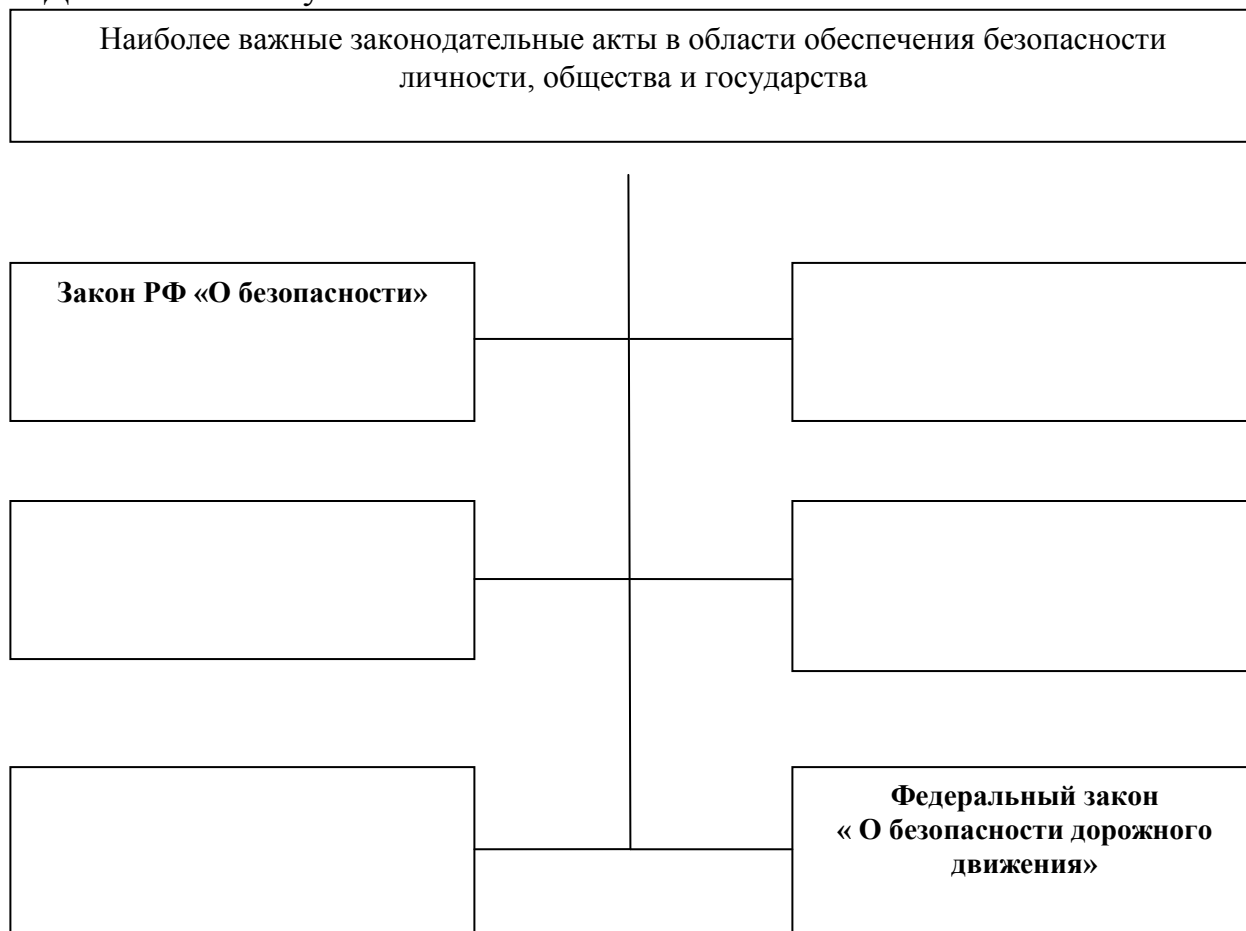 Наиболее важные законодательные акты в области обеспечения безопасности
личности, общества и государства
Закон РФ «О безопасности»
Федеральный закон
« О безопасности дорожного
движения»